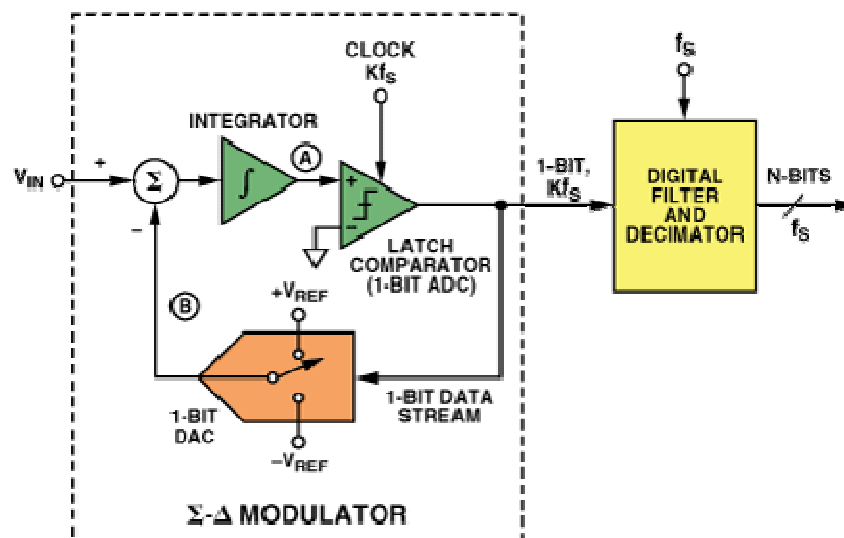 CLOCK
Kfs
fs
INTEGRATOR
A
VIN
+
Σ
−
∫
+
−
1-BIT,
Kfs
DIGITAL
FILTER
AND
DECIMATOR
N-BITS
fs
LATCH
COMPARATOR
(1-BIT ADC)
B
+VREF
1-BIT
DAC
1-BIT DATA
STREAM
−VREF
Σ-Δ MODULATOR